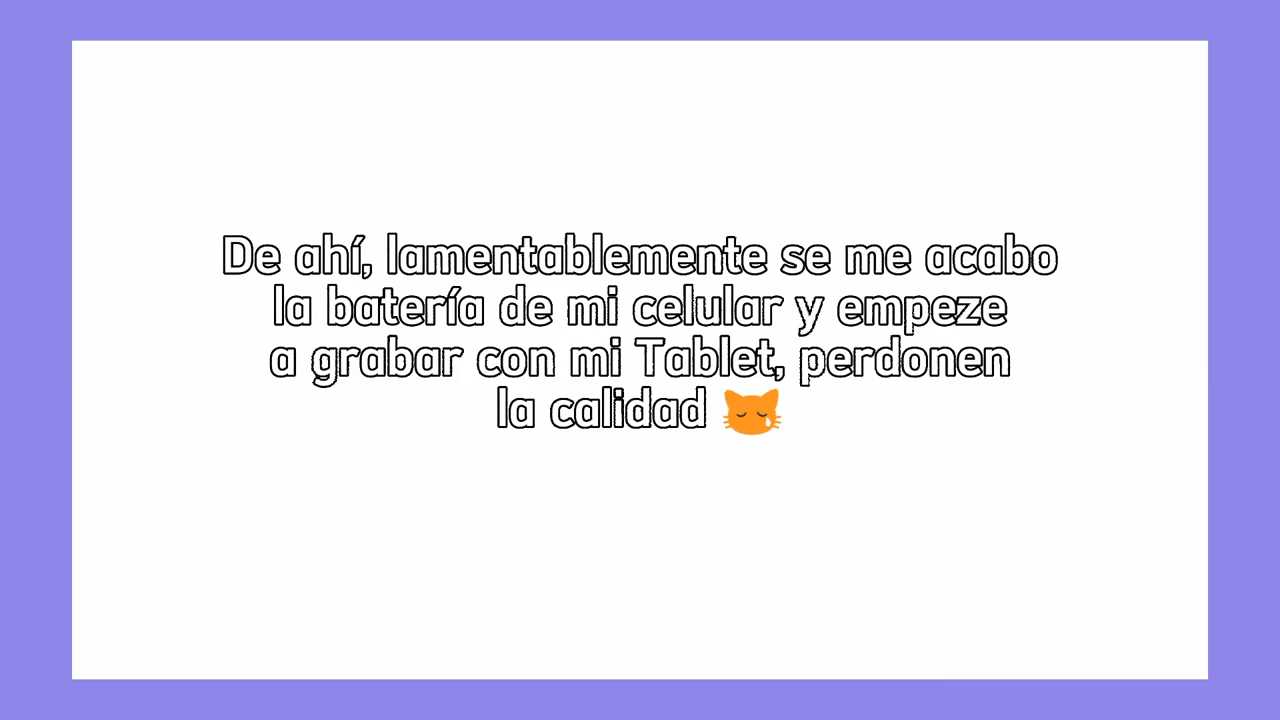 De ahí, lamentablemente se me acabo
la batería de mi celular y empeze
a grabar con mi Tablet, perdonen
la calidad 😿